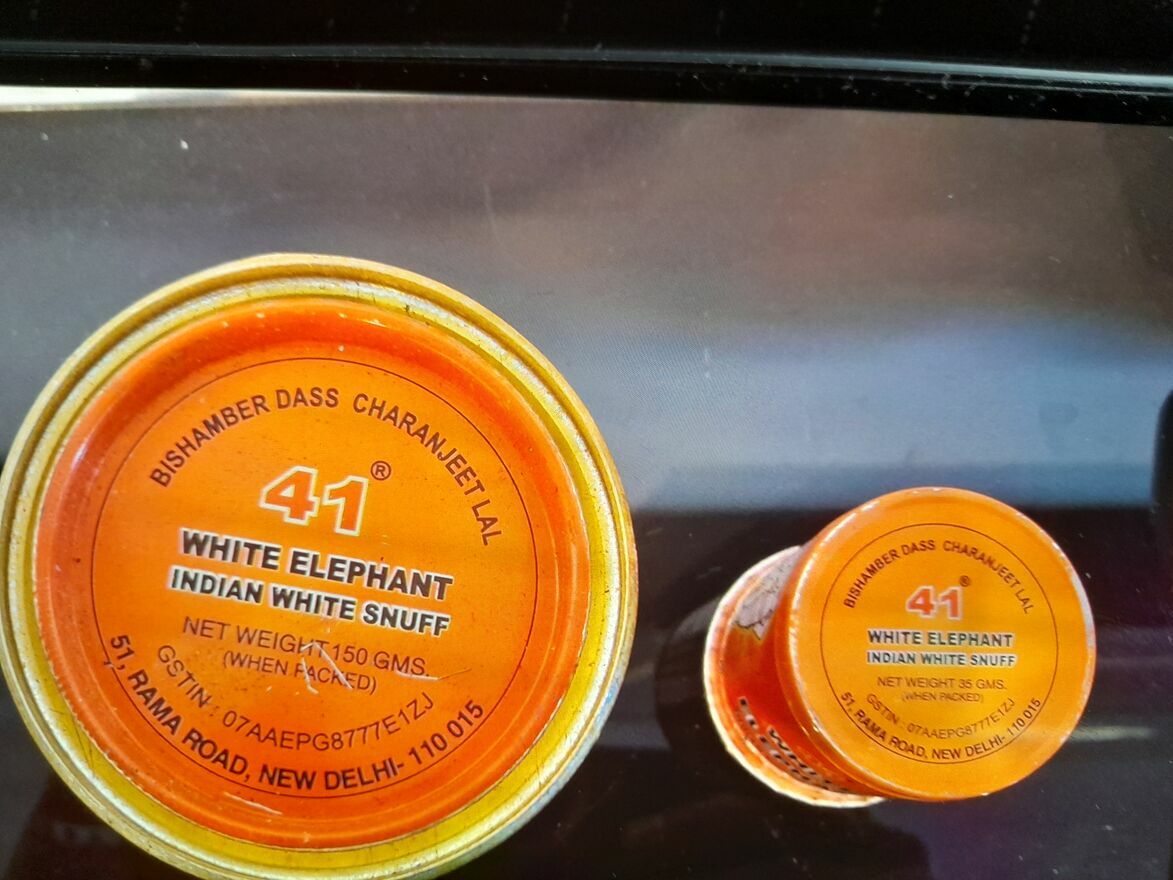 BISHAMBER DASS CHARANJEET LAL
41®
WHITE ELEPHANT
INDIAN WHITE SNUFF
NET WEIGHT 150 GMS.
(WHEN PACKED)
GSTIN : 07AAEPG8777E1ZJ
51, RAMA ROAD, NEW DELHI- 110 015
BISHAMBER DASS CHARANJEET LAL
41®
WHITE ELEPHANT
INDIAN WHITE SNUFF
NET WEIGHT 35 GMS.
(WHEN PACKED)
GSTIN : 07AAEPG8777E1ZJ
51, RAMA ROAD, NEW DELHI- 110 015